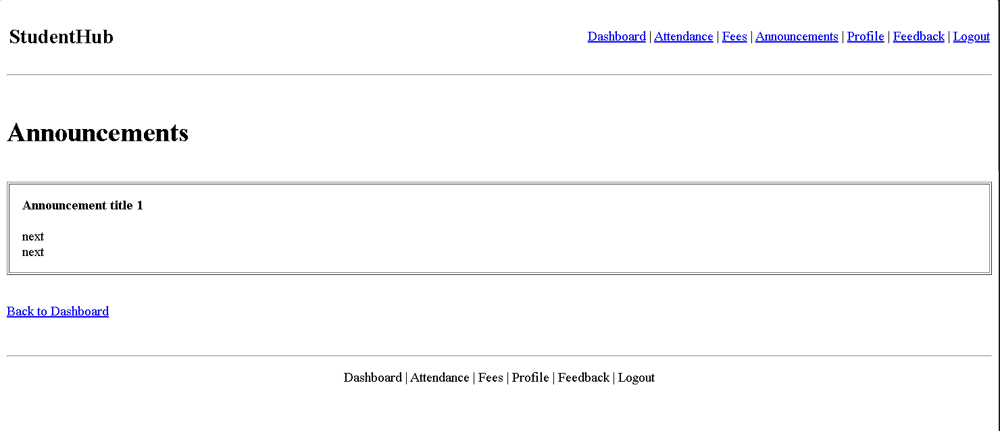 StudentHub
Dashboard | Attendance | Fees | Announcements | Profile | Feedback | Logout
Announcements
Announcement title 1
next
next
Back to Dashboard
Dashboard | Attendance | Fees | Profile | Feedback | Logout